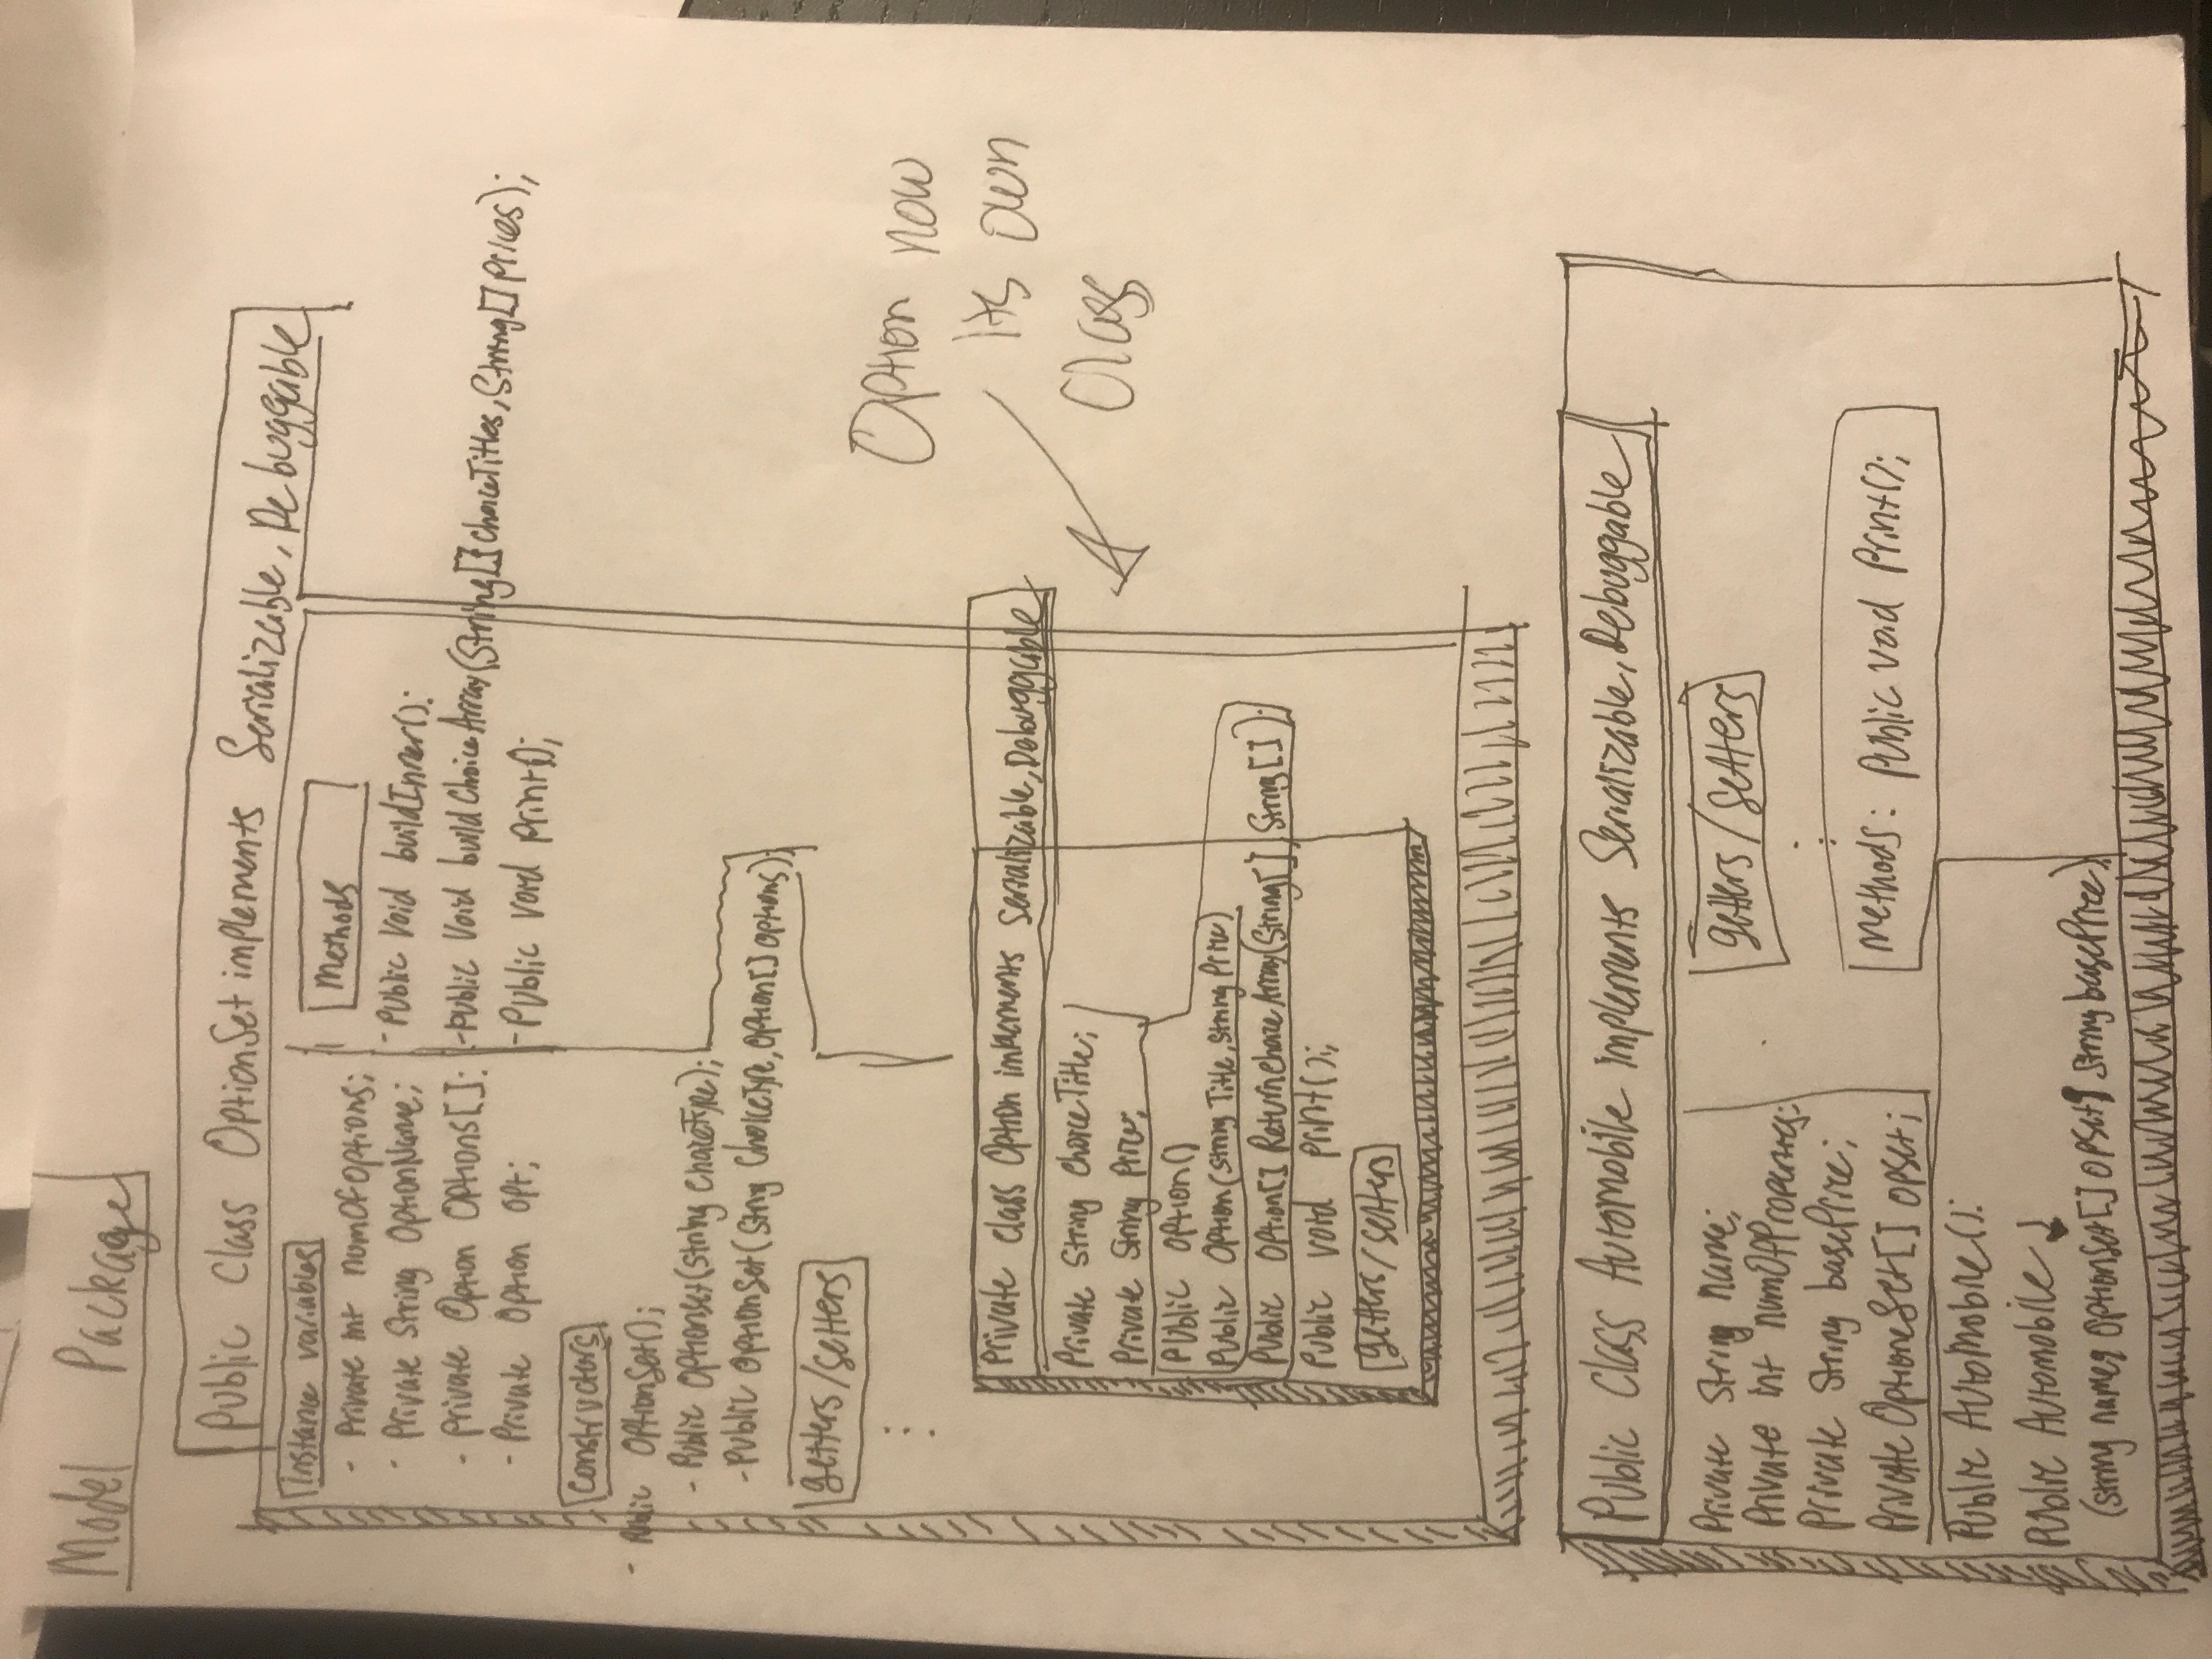 Model Package
Public Class OptionSet implements Serializable, Debuggable
Instance variables
- Private int numOfOptions;
- Private String OptionName;
- Private Option Options[];
- Private Option opt;
Methods
- Public Void buildInner();
- Public Void buildChoiceArray(String[] ChoiceTitles, String[] Prices);
- Public Void print();
Constructors
- Public OptionSet();
- Public OptionSet(String ChoiceType);
- Public OptionSet(String ChoiceType, Option[] options);
getters/setters
Option now
its own
Class
Private Class Option implements Serializable, Debuggable
Private String ChoiceTitle;
Private String Price;
Public Option()
Public Option(String Title, String Price)
Public Option[] ReturnChoiceArray(String[], String[]);
Public void print();
getters/setters
Public Class Automobile implements Serializable, Debuggable
Private String name;
Private int numOfProperties;
Private String basePrice;
Private OptioneSet[] opset;
getters/setters
Methods: Public void Print();
Public Automobile();
Public Automobile
(String name, OptionSet[] opset, String basePrice)